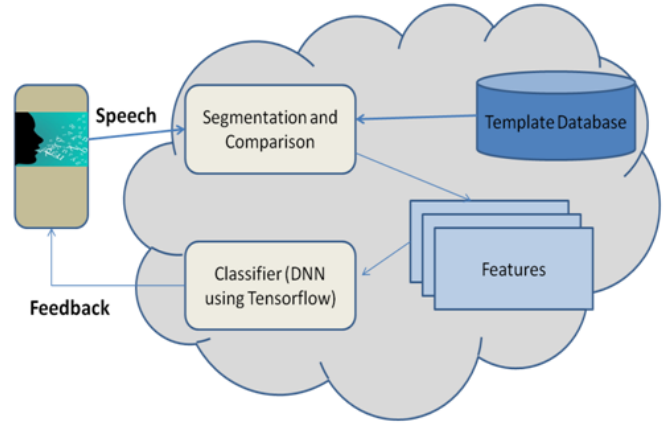 Speech
Segmentation and
Comparison
Template Database
Features
Classifier (DNN
using Tensorflow)
Feedback